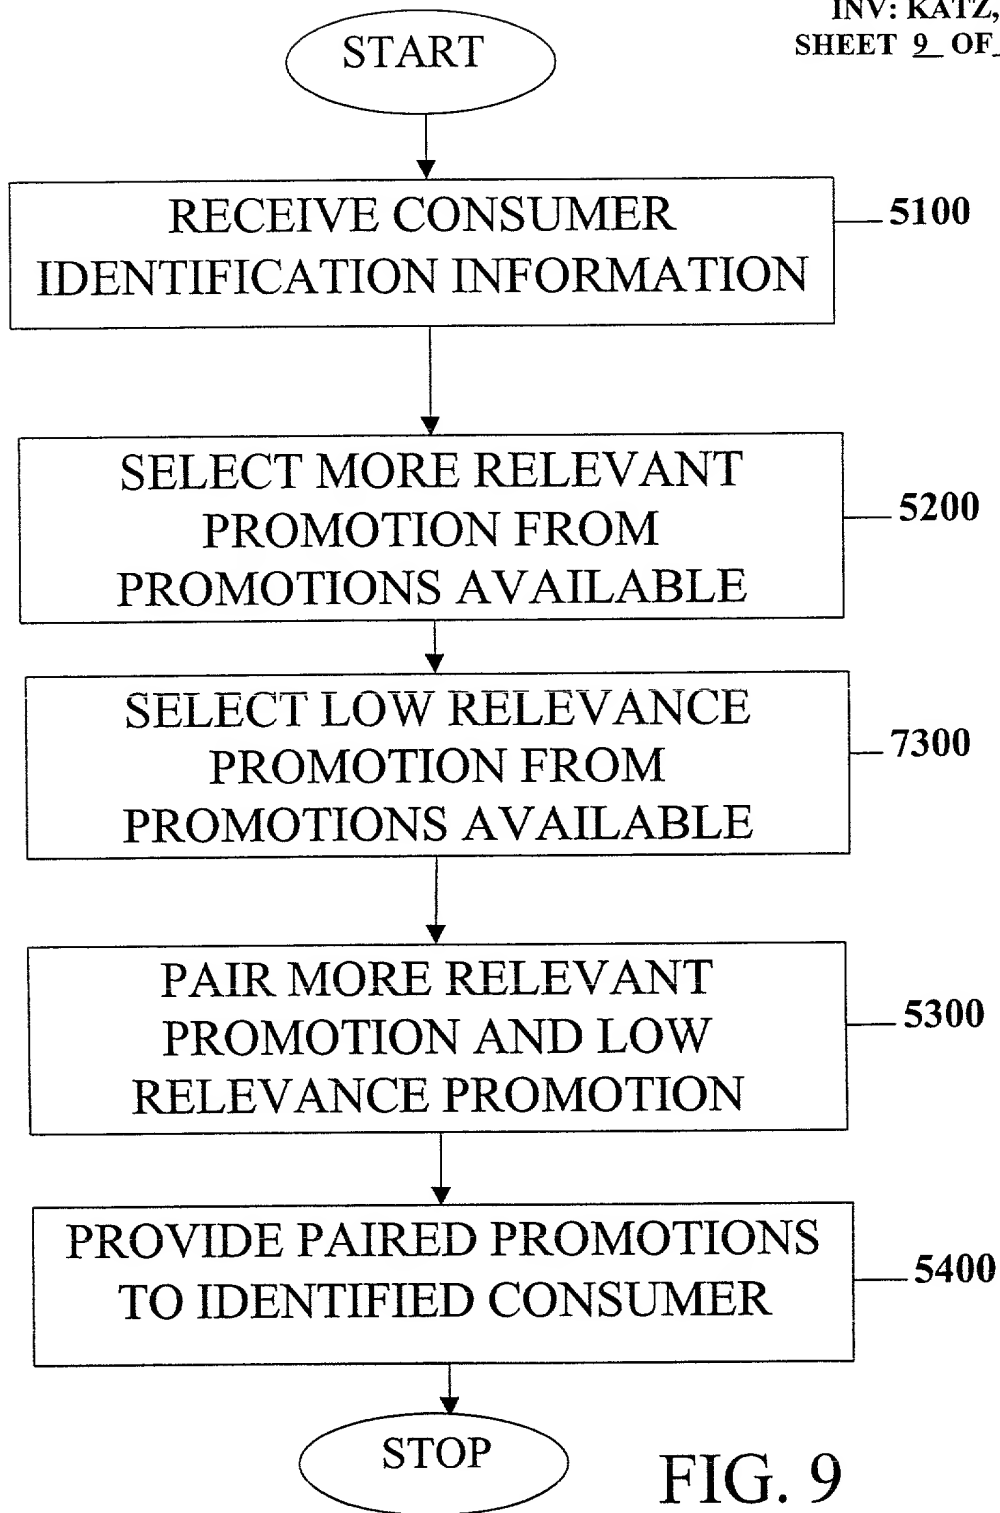 INV: KATZ,
SHEET 9 OF
START
RECEIVE CONSUMER
IDENTIFICATION INFORMATION
5100
SELECT MORE RELEVANT
PROMOTION FROM
PROMOTIONS AVAILABLE
5200
SELECT LOW RELEVANCE
PROMOTION FROM
PROMOTIONS AVAILABLE
7300
PAIR MORE RELEVANT
PROMOTION AND LOW
RELEVANCE PROMOTION
5300
PROVIDE PAIRED PROMOTIONS
TO IDENTIFIED CONSUMER
5400
STOP
FIG. 9